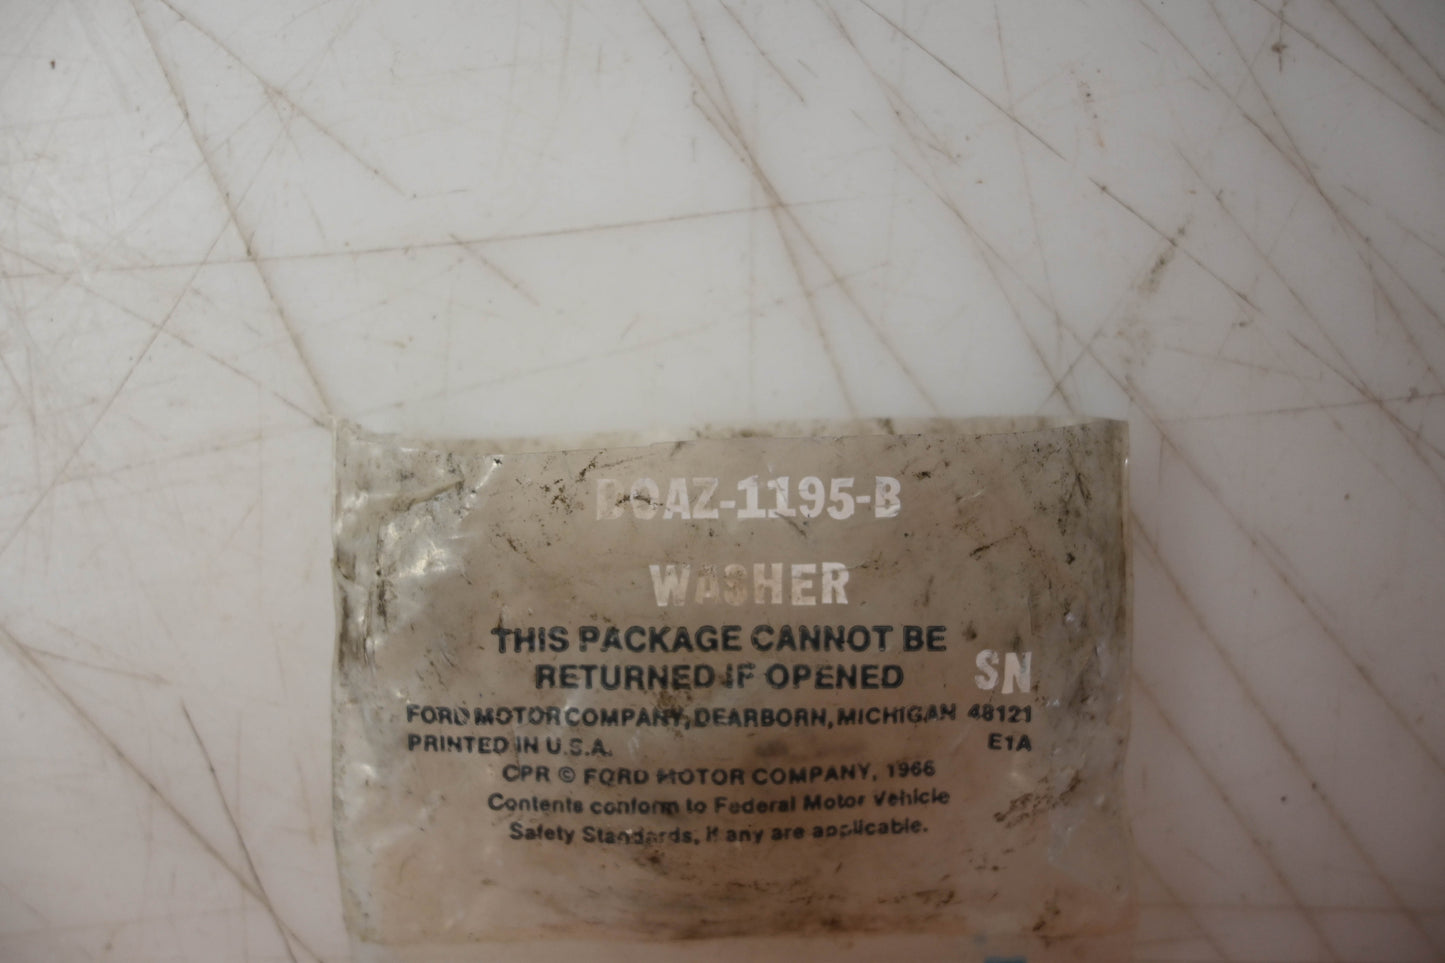 DOAZ-1195-B
WASHER
THIS PACKAGE CANNOT BE
RETURNED IF OPENED
SN
FORD MOTOR COMPANY, DEARBORN, MICHIGAN 48121
PRINTED IN U.S.A. E1A
CPR © FORD MOTOR COMPANY, 1966
Contents conform to Federal Motor Vehicle
Safety Standards, if any are applicable.